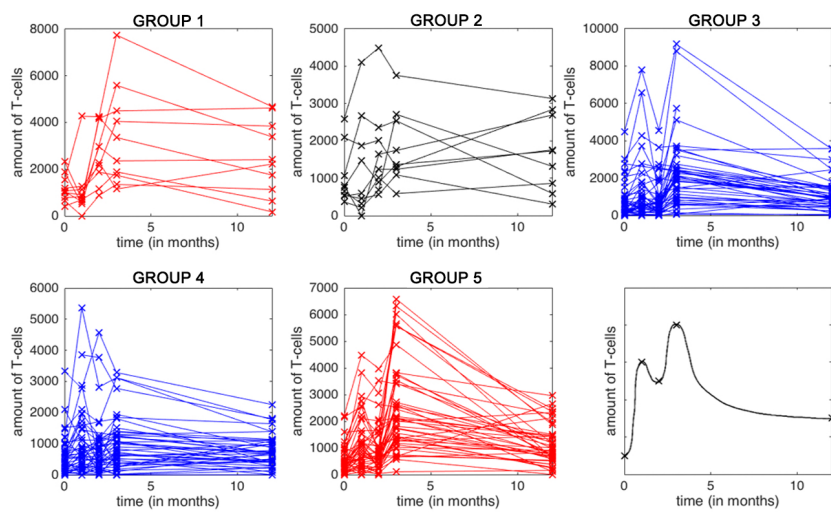 GROUP 1
8000
6000
4000
2000
0
amount of T-cells
0 5 10
time (in months)
GROUP 2
5000
4000
3000
2000
1000
0
amount of T-cells
0 5 10
time (in months)
GROUP 3
10000
8000
6000
4000
2000
0
amount of T-cells
0 5 10
time (in months)
GROUP 4
6000
5000
4000
3000
2000
1000
0
amount of T-cells
0 5 10
time (in months)
GROUP 5
7000
6000
5000
4000
3000
2000
1000
0
amount of T-cells
0 5 10
time (in months)
amount of T-cells
0 5 10
time (in months)